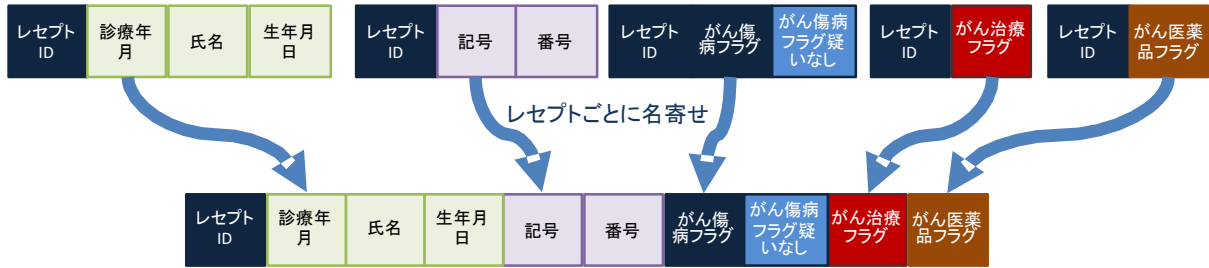 レセプト
ID
診療年
月
氏名
生年月
日
レセプト
ID
記号
番号
レセプト
ID
がん傷
病フラグ
がん傷病
フラグ疑
いなし
レセプト
ID
がん治療
フラグ
レセプト
ID
がん医薬
品フラグ
レセプトごとに名寄せ
レセプト
ID
診療年
月
氏名
生年月
日
記号
番号
がん傷
病フラグ
がん傷病
フラグ疑
いなし
がん治療
フラグ
がん医薬
品フラグ